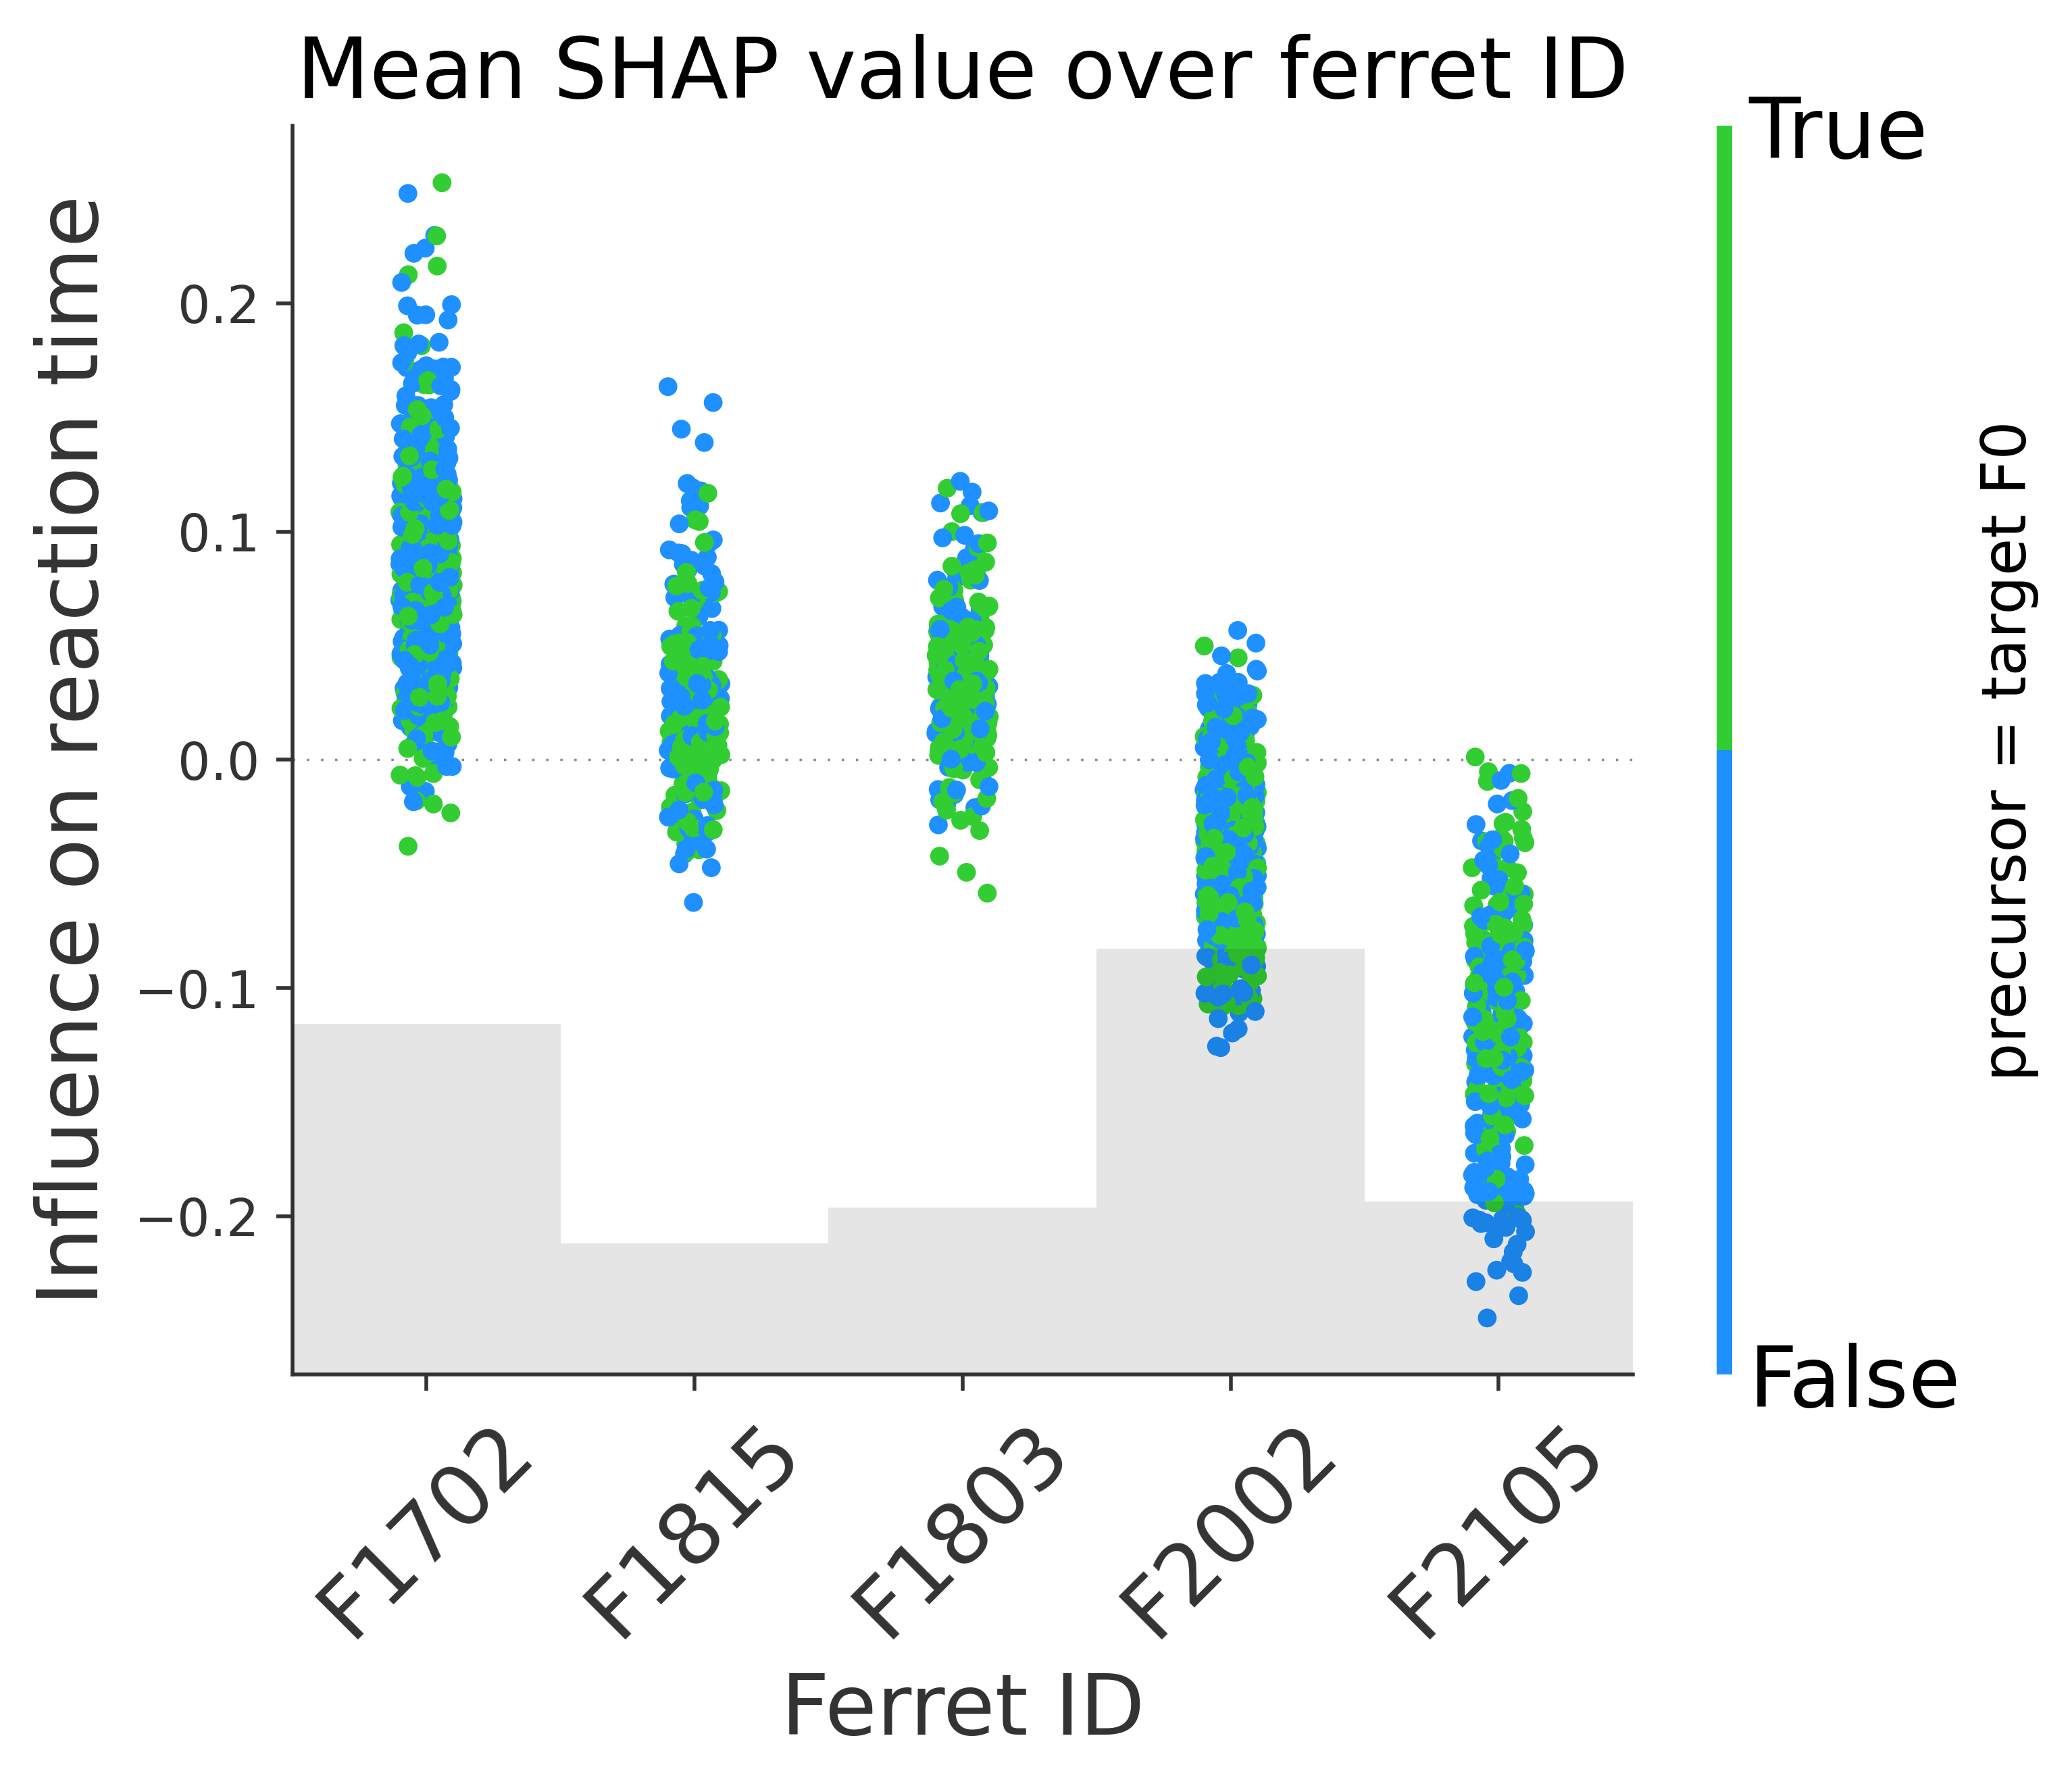 Mean SHAP value over ferret ID
Influence on reaction time
0.2
0.1
0.0
−0.1
−0.2
F1702
F1815
F1803
F2002
F2105
Ferret ID
True
False
precursor = target F0